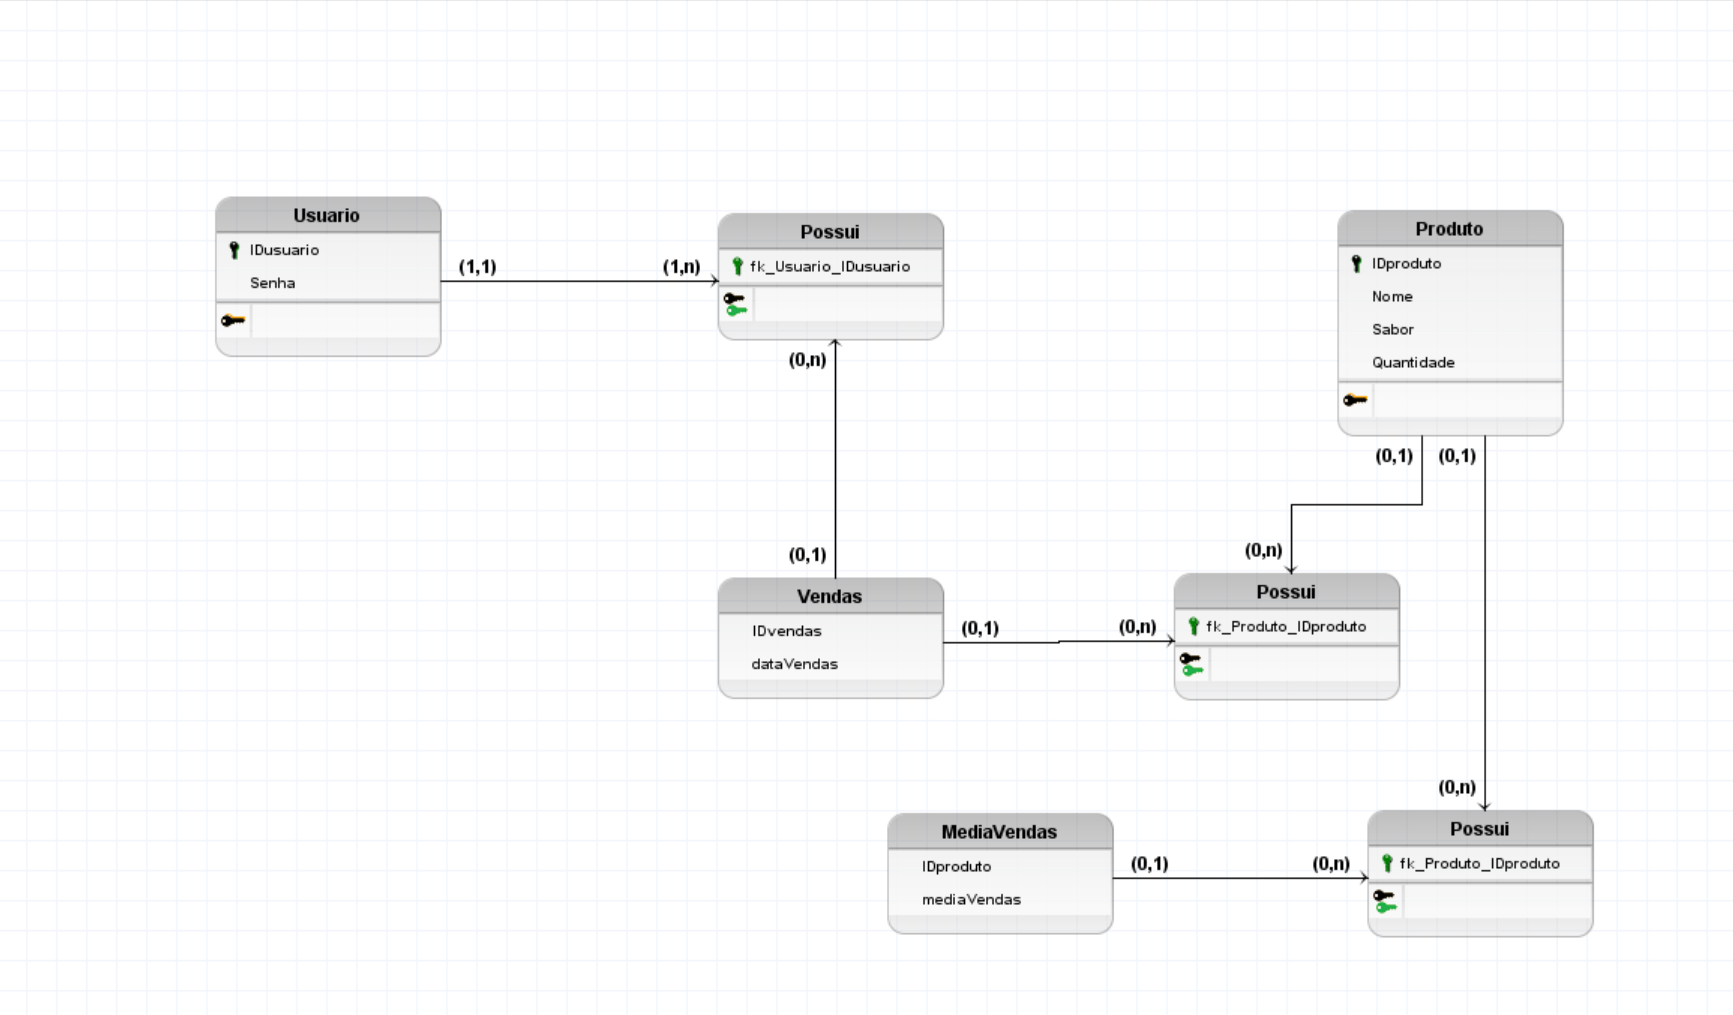 Usuario
IDusuario
Senha
(1,1)
(1,n)
Possui
fk_Usuario_IDusuario
(0,n)
Produto
IDproduto
Nome
Sabor
Quantidade
(0,1)
(0,1)
(0,1)
Vendas
IDvendas
dataVendas
(0,1)
(0,n)
(0,n)
Possui
fk_Produto_IDproduto
(0,n)
MediaVendas
IDproduto
mediaVendas
(0,1)
(0,n)
Possui
fk_Produto_IDproduto